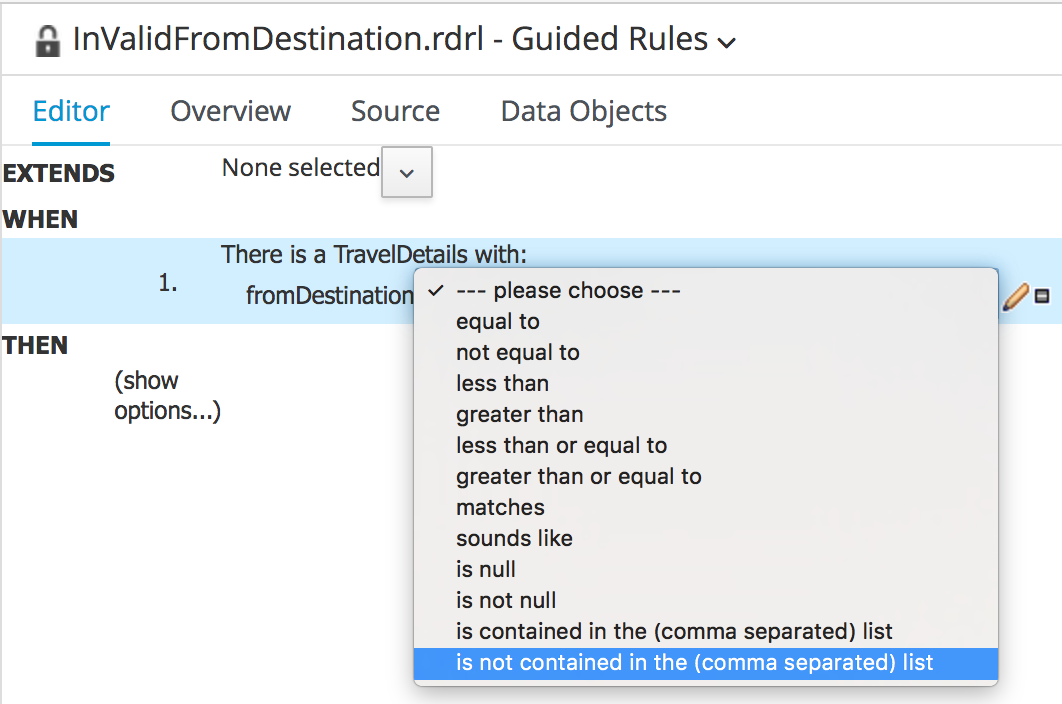 InValidFromDestination.rdrl - Guided Rules
Editor Overview Source Data Objects
EXTENDS None selected
WHEN
There is a TravelDetails with:
1.
fromDestination
--- please choose ---
equal to
not equal to
less than
greater than
less than or equal to
greater than or equal to
matches
sounds like
is null
is not null
is contained in the (comma separated) list
is not contained in the (comma separated) list
THEN
(show
options...)